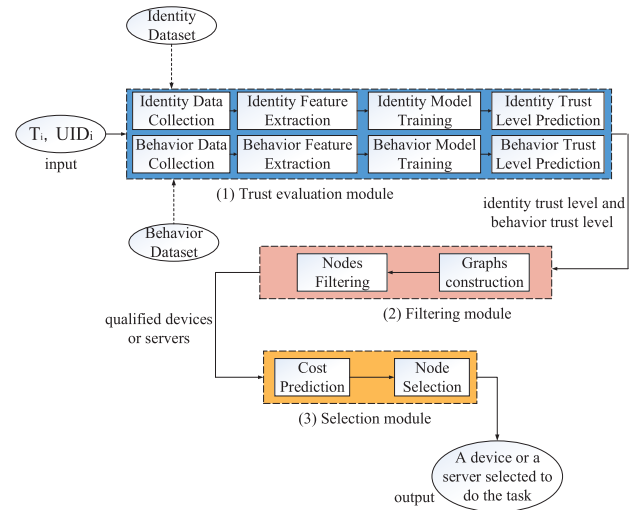 Identity
Dataset
Identity Data
Collection
Identity Feature
Extraction
Identity Model
Training
Identity Trust
Level Prediction
Tᵢ, UIDᵢ
input
Behavior Data
Collection
Behavior Feature
Extraction
Behavior Model
Training
Behavior Trust
Level Prediction
(1) Trust evaluation module
identity trust level and
behavior trust level
Behavior
Dataset
Nodes
Filtering
Graphs
construction
(2) Filtering module
qualified devices
or servers
Cost
Prediction
Node
Selection
(3) Selection module
A device or a
server selected to
do the task
output